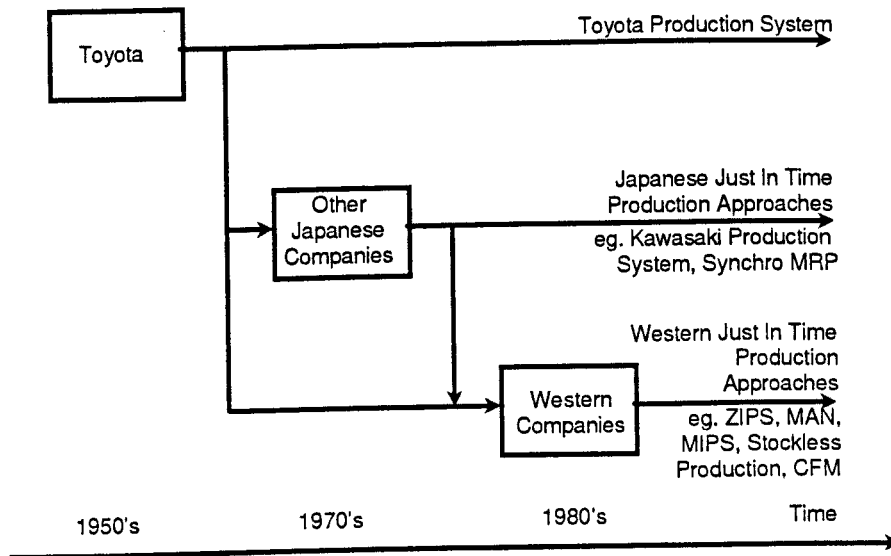 Toyota Production System
Toyota
Japanese Just In Time
Production Approaches
Other
Japanese
Companies
eg. Kawasaki Production
System, Synchro MRP
Western Just In Time
Production
Approaches
Western
Companies
eg. ZIPS, MAN,
MIPS, Stockless
Production, CFM
1950's
1970's
1980's
Time